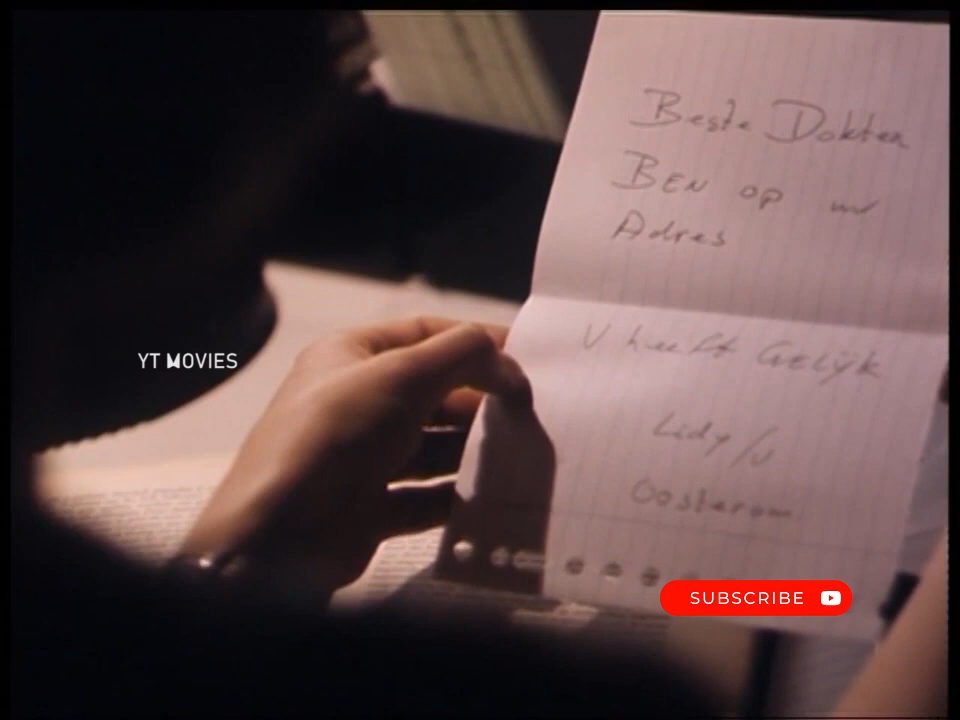 Beste Dokter
BEN op uw
Adres
U heeft GELijk
YT MOVIES
Lidy /v
Oosterom
SUBSCRIBE